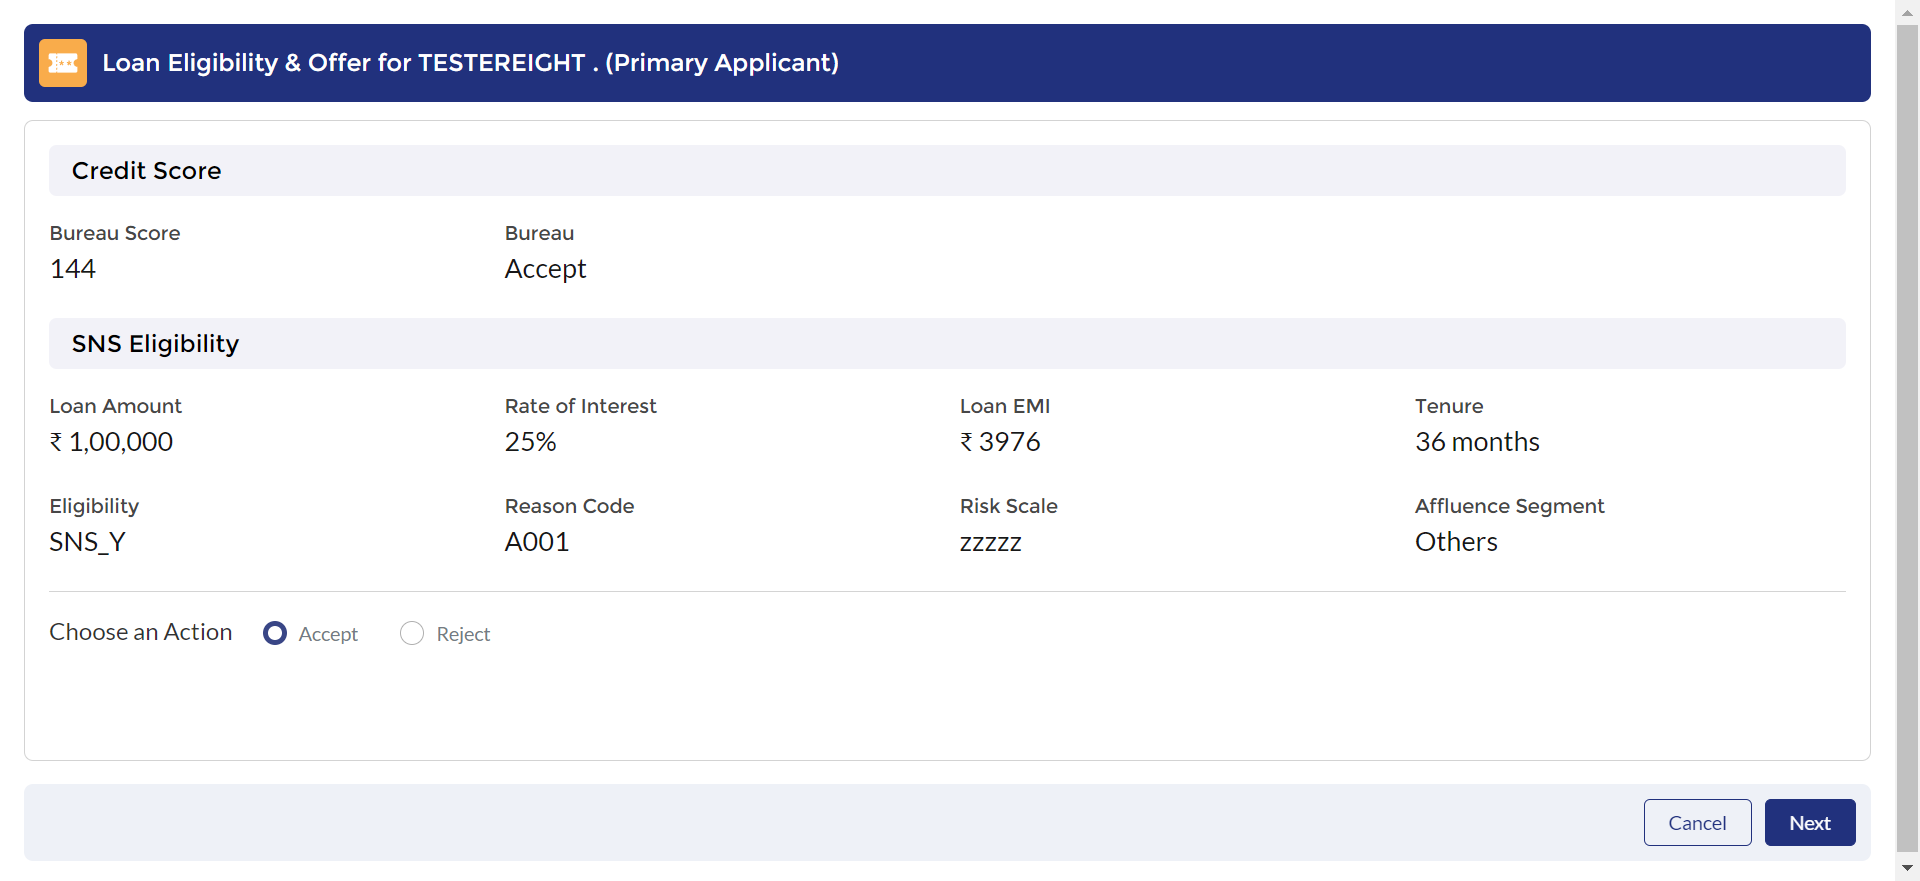 Loan Eligibility & Offer for TESTEREIGHT . (Primary Applicant)
Credit Score
Bureau Score
144
Bureau
Accept
SNS Eligibility
Loan Amount
₹ 1,00,000
Rate of Interest
25%
Loan EMI
₹ 3976
Tenure
36 months
Eligibility
SNS_Y
Reason Code
A001
Risk Scale
zzzzz
Affluence Segment
Others
Choose an Action
Accept
Reject
Cancel
Next